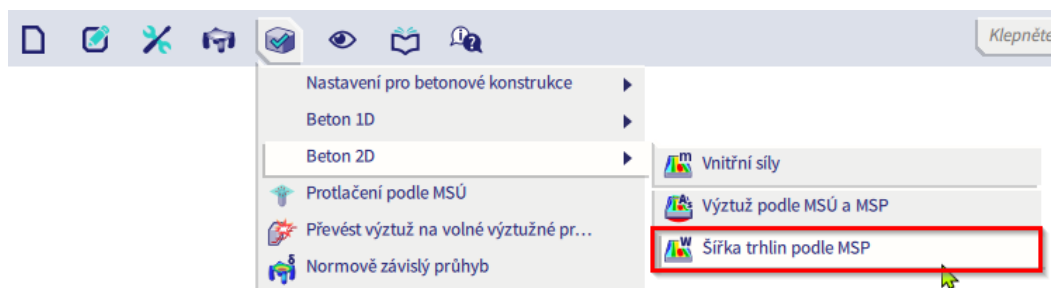 Klepněte
Nastavení pro betonové konstrukce
Beton 1D
Beton 2D
Protlačení podle MSÚ
Převést výztuž na volné výztužné pr...
Normově závislý průhyb
Vnitřní síly
Výztuž podle MSÚ a MSP
Šířka trhlin podle MSP